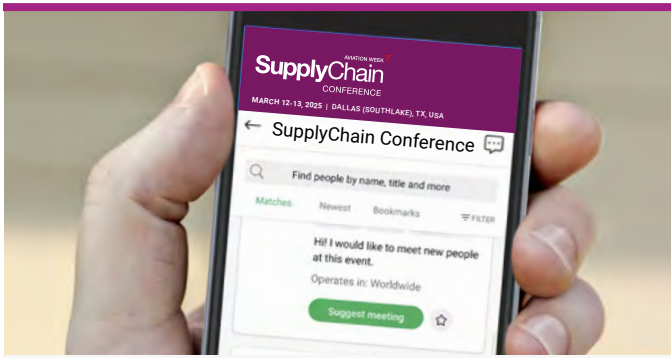 AVIATION WEEK
SupplyChain
CONFERENCE
MARCH 12-13, 2025 | DALLAS (SOUTHLAKE), TX, USA
SupplyChain Conference
Find people by name, title and more
Matches Newest Bookmarks FILTER
Hi! I would like to meet new people
at this event.
Operates in: Worldwide
Suggest meeting